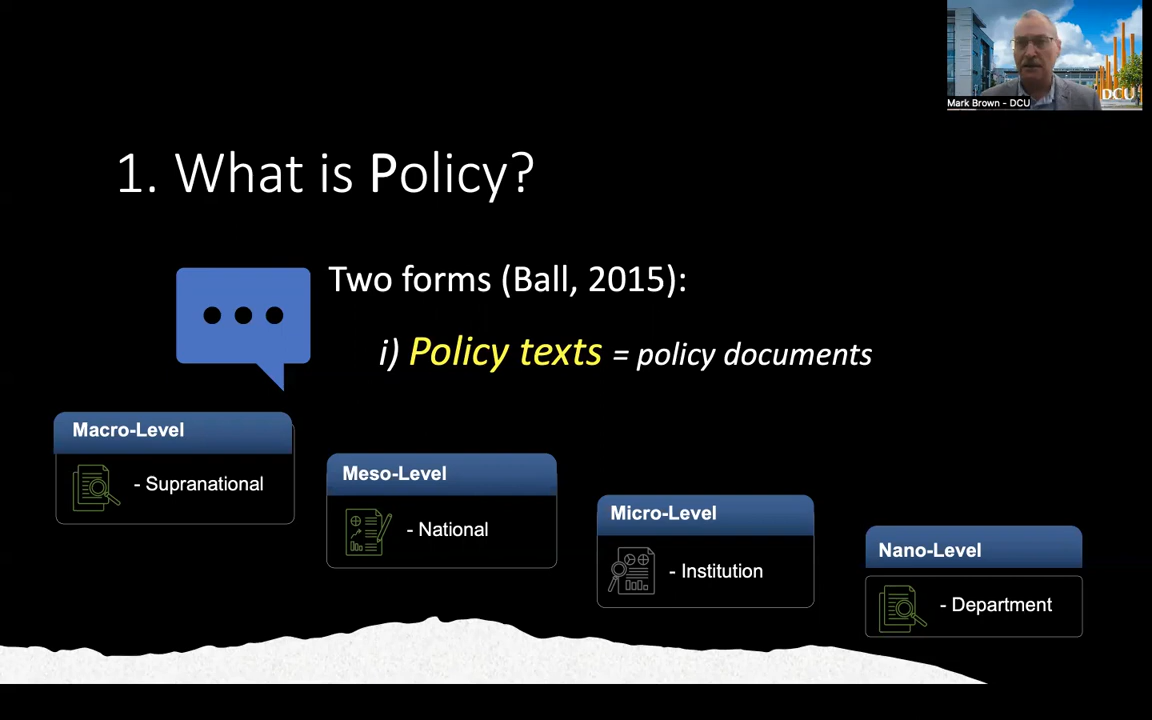 DCU
Mark Brown - DCU
1. What is Policy?
Two forms (Ball, 2015):
i) Policy texts = policy documents
Macro-Level
- Supranational
Meso-Level
- National
Micro-Level
- Institution
Nano-Level
- Department